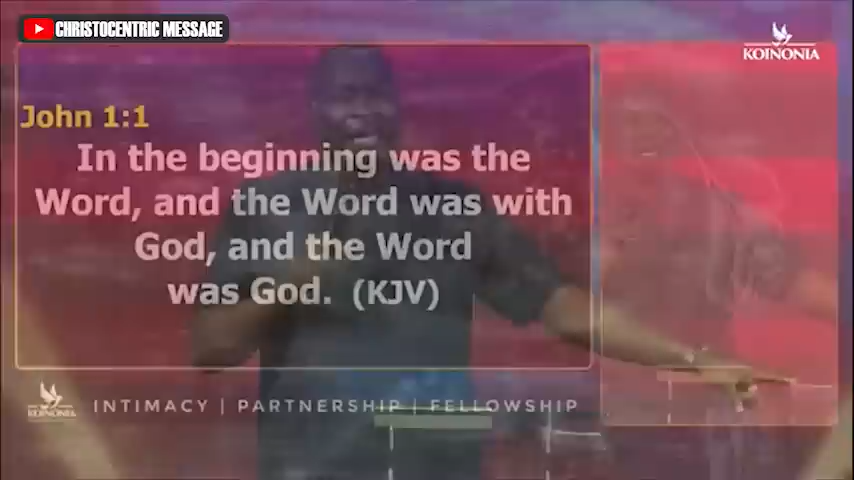 CHRISTOCENTRIC MESSAGE
KOINONIA
John 1:1
In the beginning was the
Word, and the Word was with
God, and the Word
was God. (KJV)
KOINONIA
INTIMACY | PARTNERSHIP | FELLOWSHIP